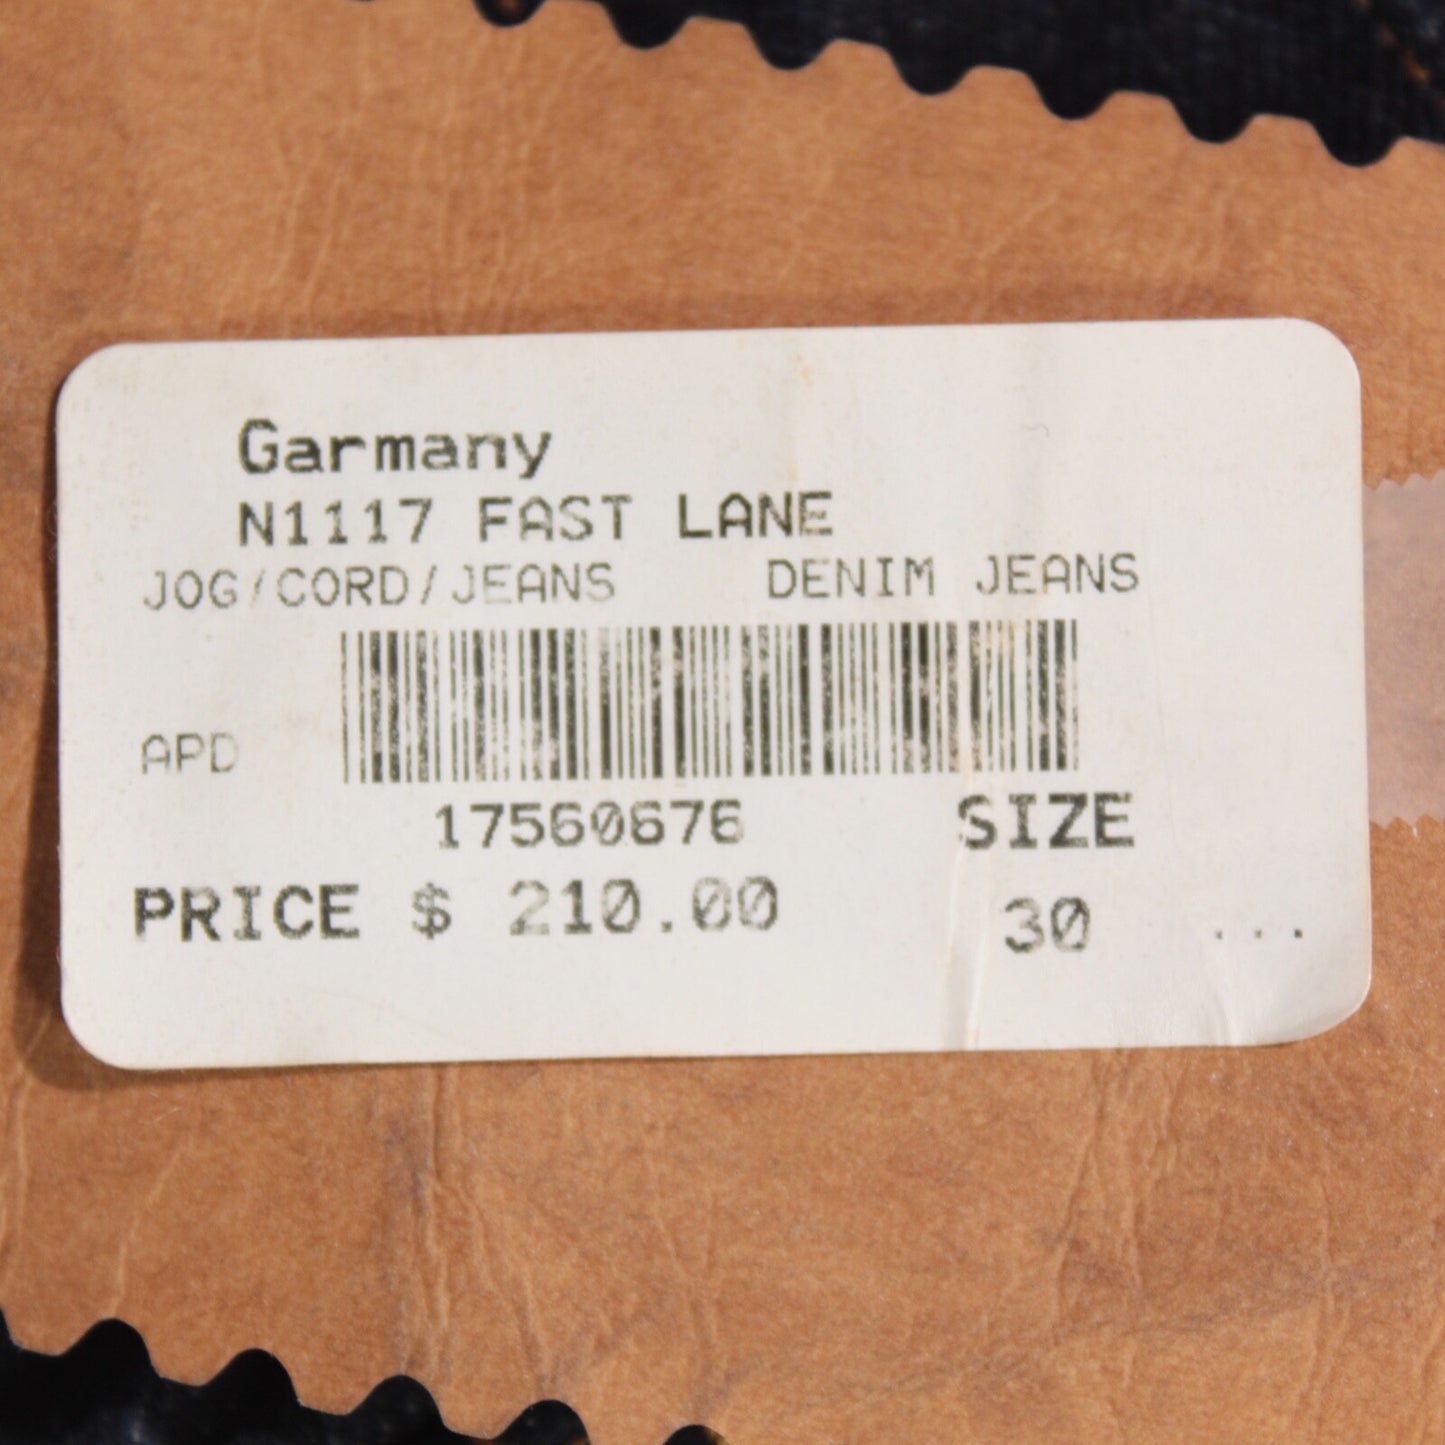 Garmany
N1117 FAST LANE
JOG/CORD/JEANS DENIM JEANS
APD
17560676 SIZE
PRICE $ 210.00 30 ...